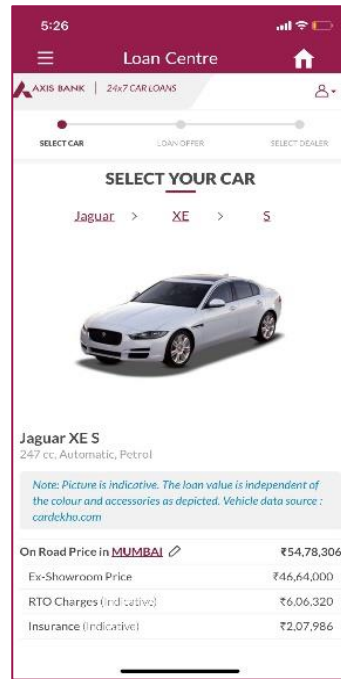 5:26
Loan Centre
AXIS BANK | 24x7 CAR LOANS
SELECT CAR
LOAN OFFER
SELECT DEALER
SELECT YOUR CAR
Jaguar > XE > S
Jaguar XE S
247 cc, Automatic, Petrol
Note: Picture is indicative. The loan value is independent of
the colour and accessories as depicted. Vehicle data source :
cardekho.com
On Road Price in MUMBAI ₹54,78,306
Ex-Showroom Price ₹46,64,000
RTO Charges (Indicative) ₹6,06,320
Insurance (Indicative) ₹2,07,986